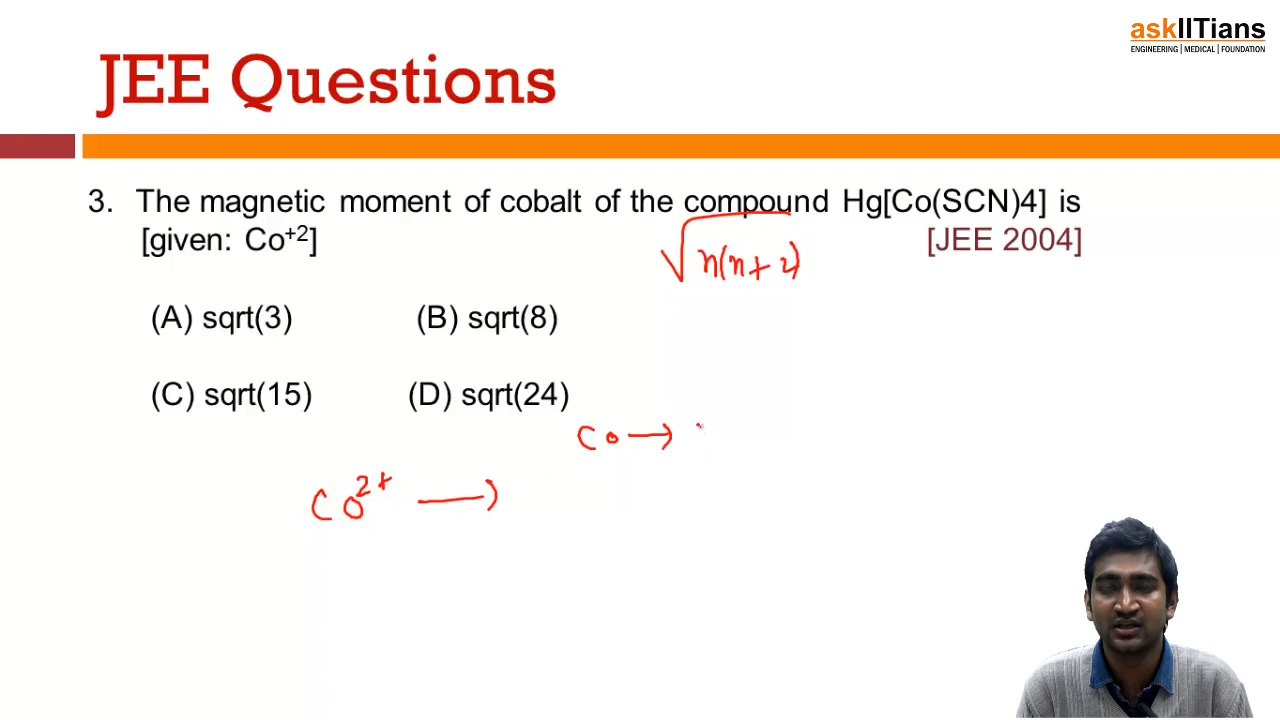 askIITians
ENGINEERING | MEDICAL | FOUNDATION
JEE Questions
3. The magnetic moment of cobalt of the compound Hg[Co(SCN)4] is
[given: Co+2] [JEE 2004]
√n(n+2)
(A) sqrt(3) (B) sqrt(8)
(C) sqrt(15) (D) sqrt(24)
Co →
Co2+ →